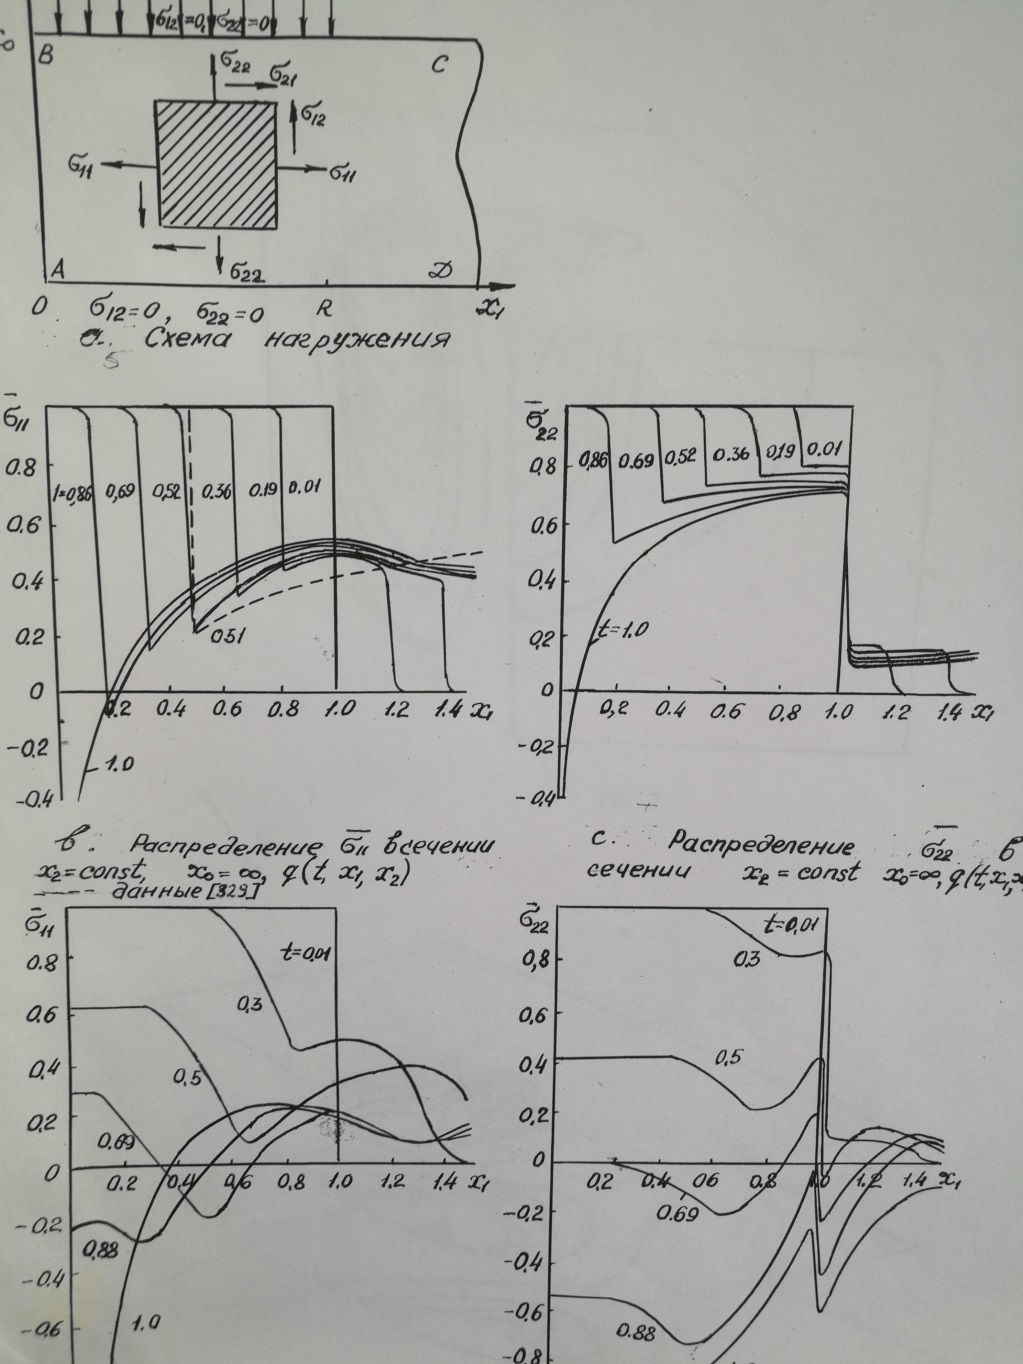 σ12=0, σ22=0
B
C
σ22
σ21
σ12
σ11
σ11
σ22
A
D
0 σ12=0, σ22=0 R x1
Схема нагружения
σ̄11
0.8
0.6
0.4
0.2
0
-0.2
-0.4
t=0,86 0,69 0,52 0.36 0.19 0.01
0.51
1.0
0.2 0.4 0.6 0.8 1.0 1.2 1.4 x1
σ̄22
0,8
0.6
0.4
0,2
0
-0,2
-0,4
0,86 0.69 0,52 0.36 0,19 0.01
t=1.0
0,2 0.4 0.6 0,8 1.0 1.2 1.4 x1
в. Распределение σ̄11 в сечении
x2=const, x0=∞, q(t, x1, x2)
---- данные [329]
с. Распределение σ̄22 в
сечении x2=const x0=∞, q(t,x1,
σ̄11
0.8
0.6
0.4
0.2
0
-0.2
-0.4
-0.6
t=0,01
0,3
0,5
0.69
0,88
1.0
0.2 0.6 0.8 1.0 1.2 1.4 x1
σ̄22
0,8
0,6
0,4
0,2
0
-0.2
-0.4
-0.6
-0.8
t=0,01
0.3
0.5
0.69
0.88
0,2 0.4 0.6 0.8 1.0 1.2 1.4 x1